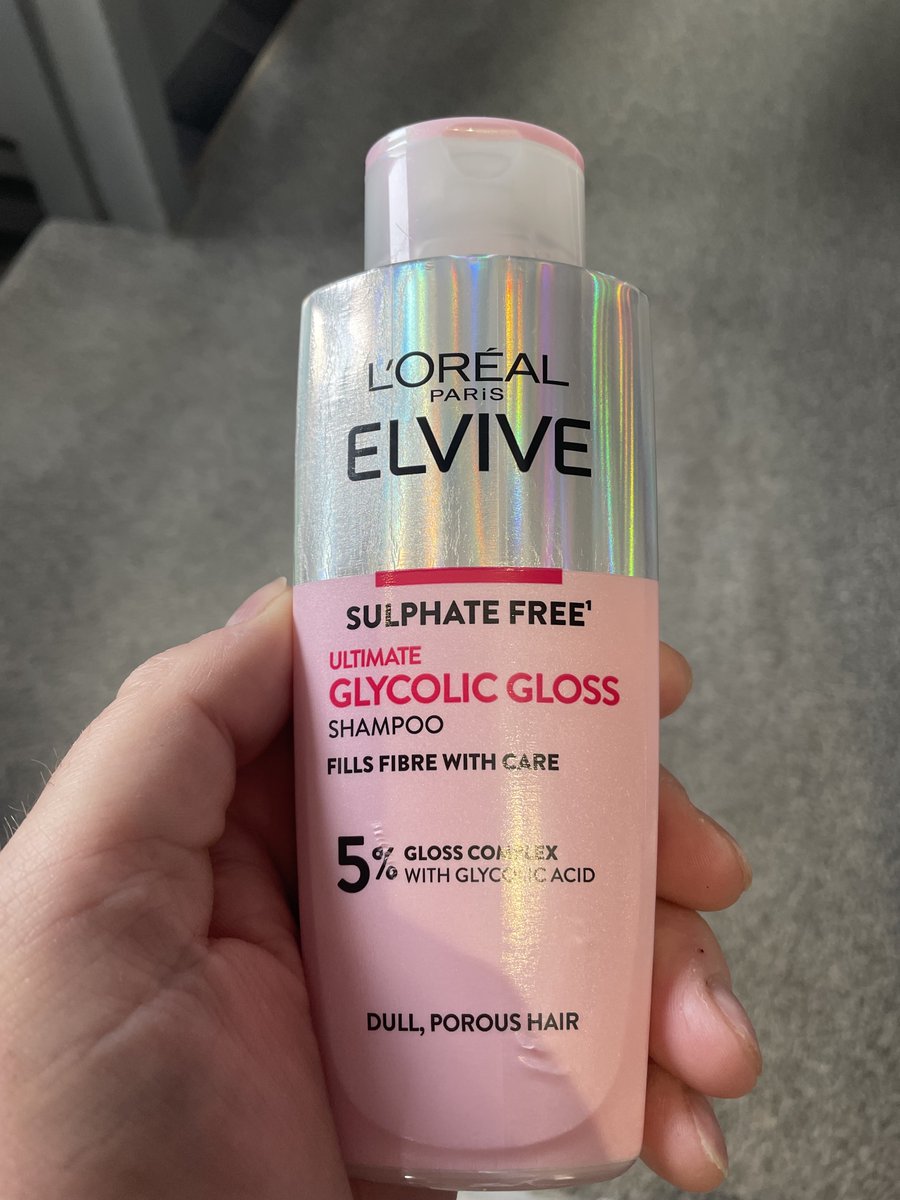 L'ORÉAL
PARiS
ELVIVE
SULPHATE FREE¹
ULTIMATE
GLYCOLIC GLOSS
SHAMPOO
FILLS FIBRE WITH CARE
5% GLOSS COMPLEX
WITH GLYCOLIC ACID
DULL, POROUS HAIR